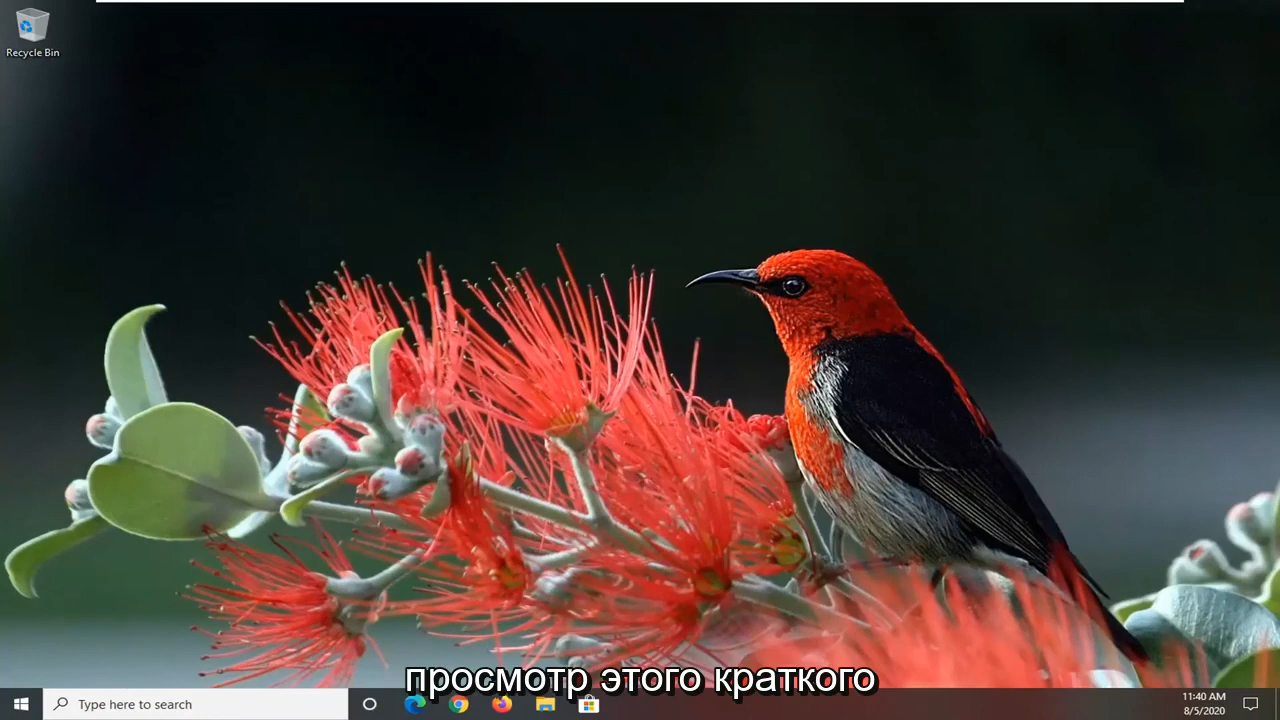 Recycle Bin
просмотр этого краткого
Type here to search
11:40 AM
8/5/2020